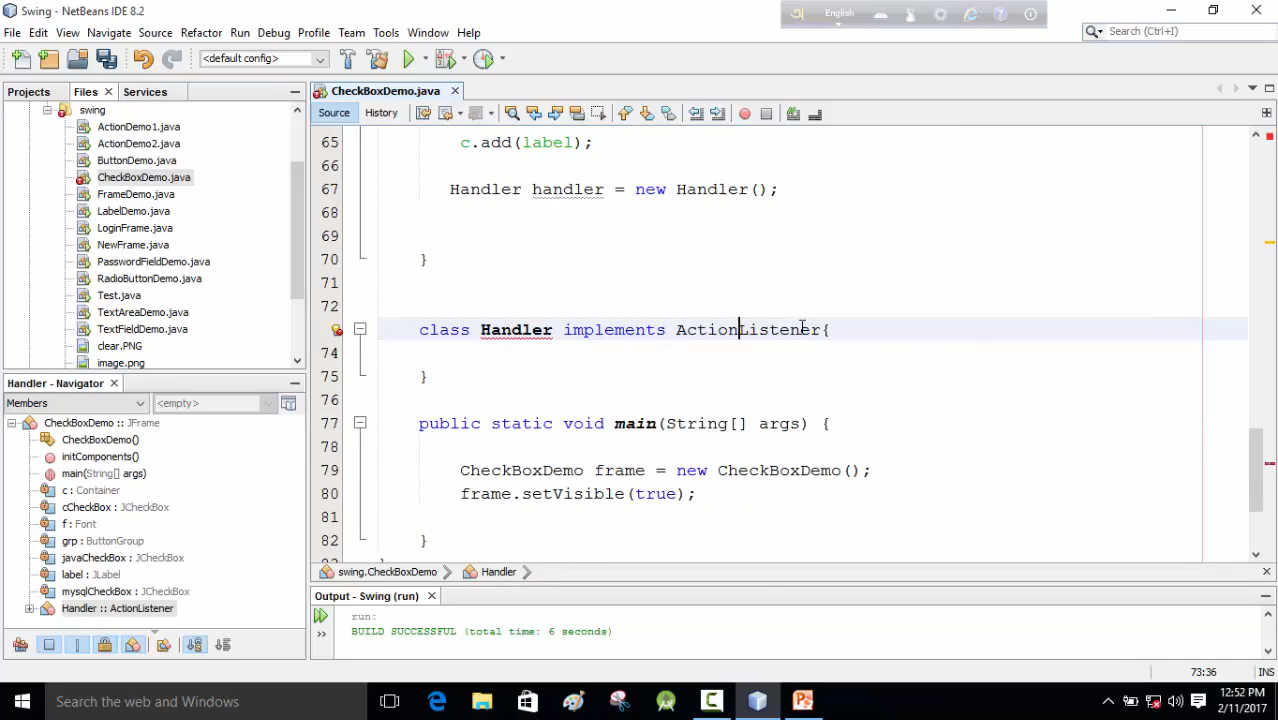 Swing - NetBeans IDE 8.2
English
File Edit View Navigate Source Refactor Run Debug Profile Team Tools Window Help
Search (Ctrl+I)
<default config>
Projects Files Services
CheckBoxDemo.java
Source History
swing
ActionDemo1.java
ActionDemo2.java
ButtonDemo.java
CheckBoxDemo.java
FrameDemo.java
LabelDemo.java
LoginFrame.java
NewFrame.java
PasswordFieldDemo.java
RadioButtonDemo.java
Test.java
TextAreaDemo.java
TextFieldDemo.java
clear.PNG
image.png
65 c.add(label);
66
67 Handler handler = new Handler();
68
69
70 }
71
72
class Handler implements ActionListener{
74
75 }
76
77 public static void main(String[] args) {
78
79 CheckBoxDemo frame = new CheckBoxDemo();
80 frame.setVisible(true);
81
82 }
Handler - Navigator
Members <empty>
CheckBoxDemo :: JFrame
CheckBoxDemo()
initComponents()
main(String[] args)
c : Container
cCheckBox : JCheckBox
f : Font
grp : ButtonGroup
javaCheckBox : JCheckBox
label : JLabel
mysqlCheckBox : JCheckBox
Handler :: ActionListener
swing.CheckBoxDemo Handler
Output - Swing (run)
run:
BUILD SUCCESSFUL (total time: 6 seconds)
73:36 INS
Search the web and Windows
12:52 PM
2/11/2017